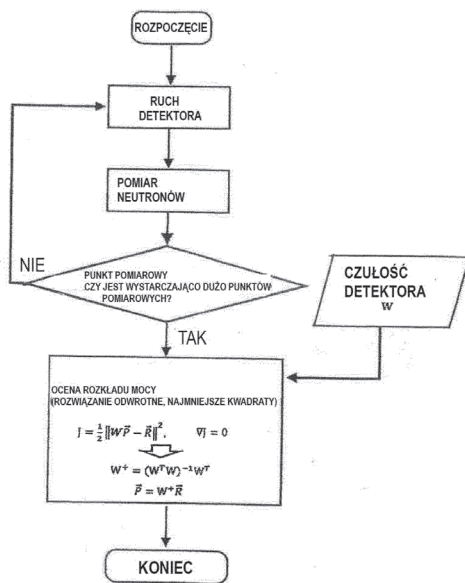 ROZPOCZĘCIE
RUCH
DETEKTORA
POMIAR
NEUTRONÓW
NIE
PUNKT POMIAROWY
CZY JEST WYSTARCZAJĄCO DUŻO PUNKTÓW
POMIAROWYCH?
CZUŁOŚĆ
DETEKTORA
W
TAK
OCENA ROZKŁADU MOCY
(ROZWIĄZANIE ODWROTNE, NAJMNIEJSZE KWADRATY)
J = 1/2 ‖WP⃗ − R⃗‖², ∇J = 0
W⁺ = (WᵀW)⁻¹Wᵀ
P⃗ = W⁺R⃗
KONIEC